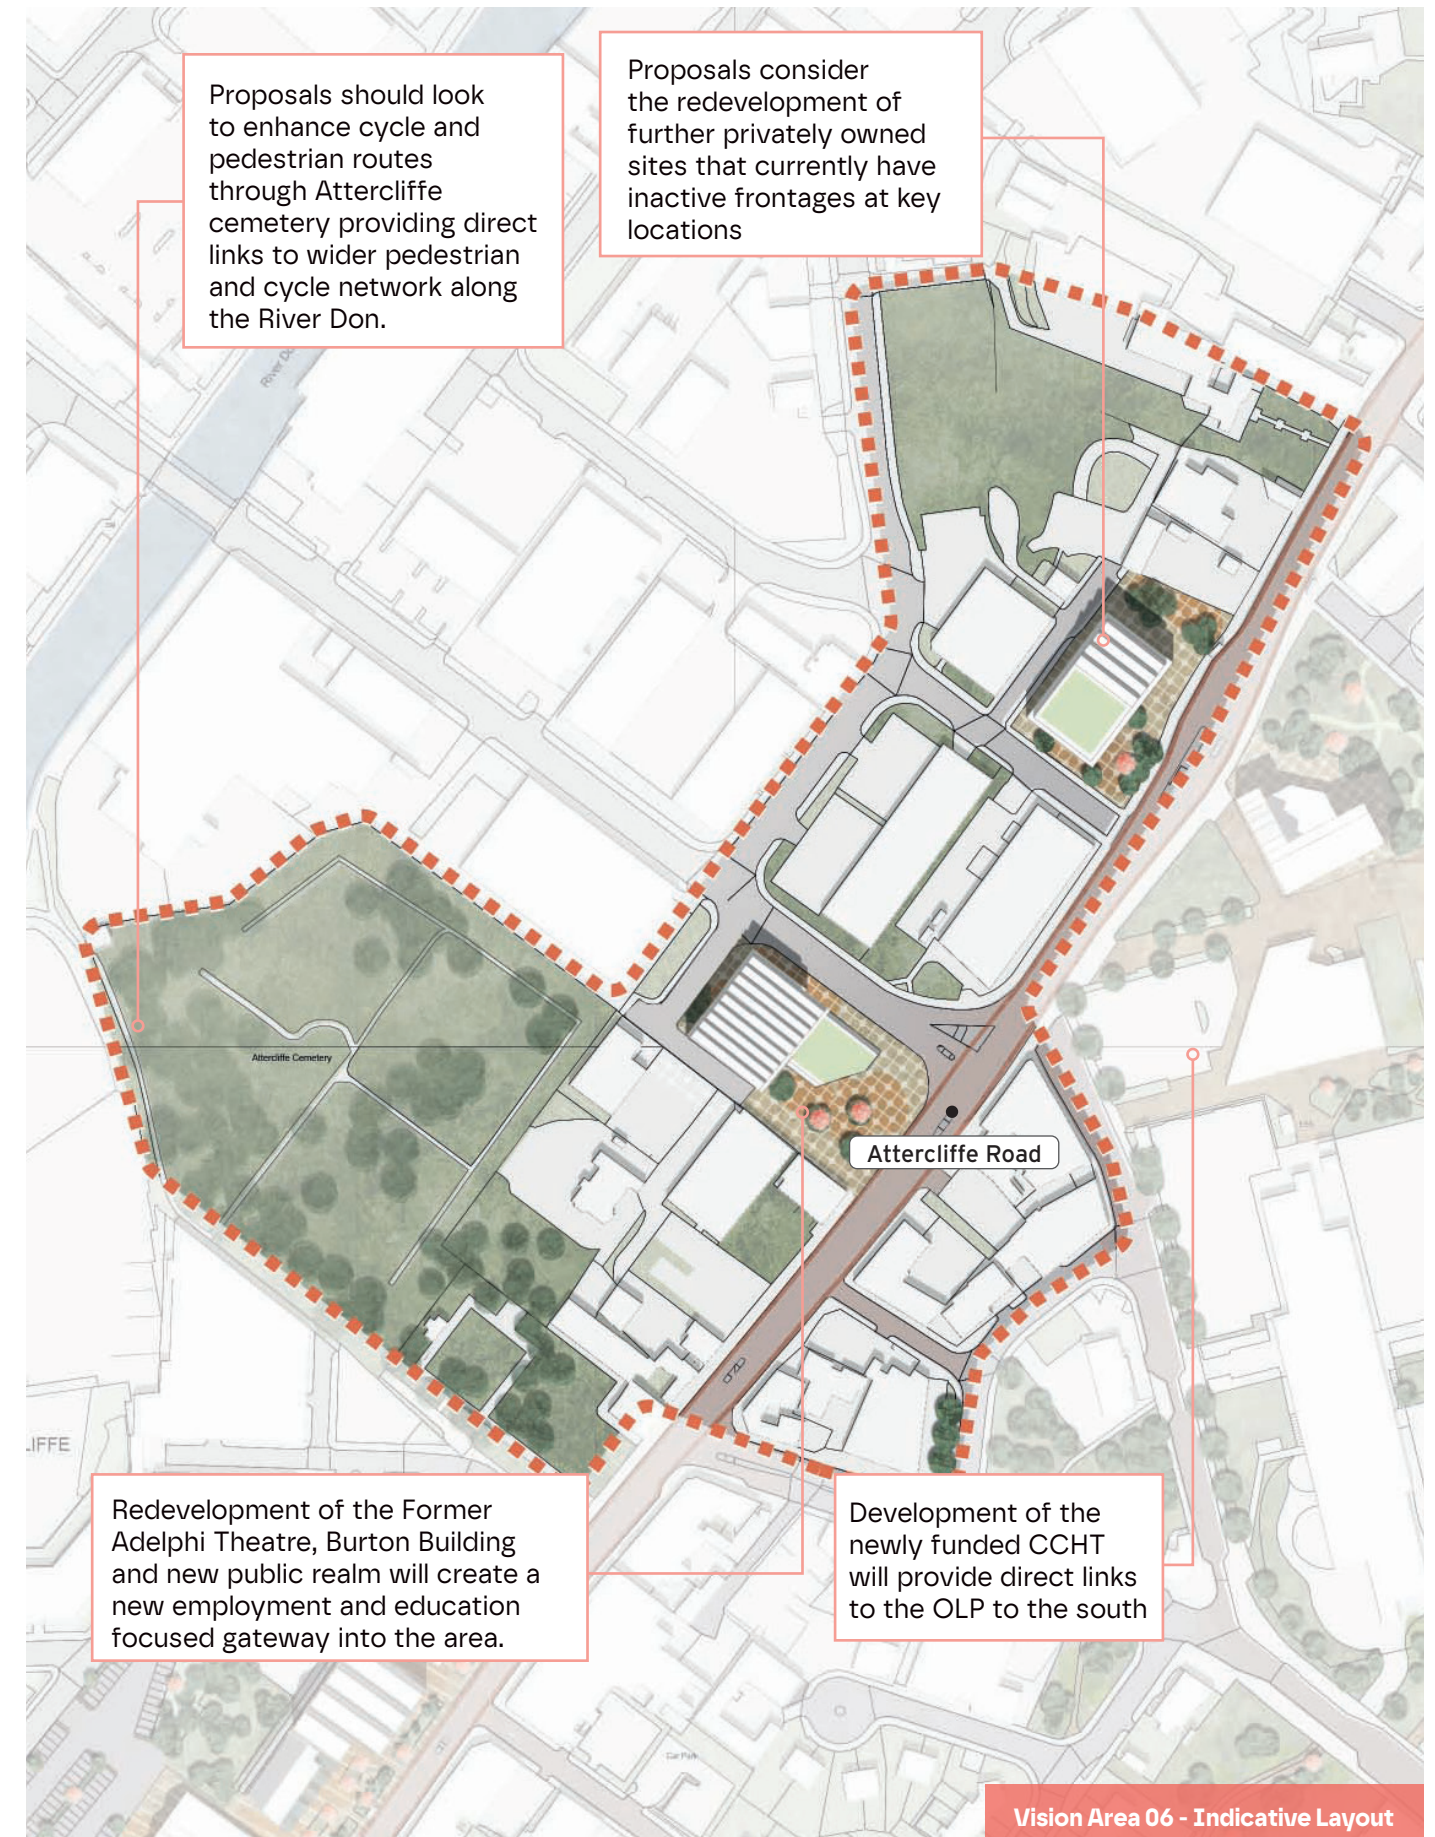 Proposals should look
to enhance cycle and
pedestrian routes
through Attercliffe
cemetery providing direct
links to wider pedestrian
and cycle network along
the River Don.
Proposals consider
the redevelopment of
further privately owned
sites that currently have
inactive frontages at key
locations
River Do
Attercliffe Cemetery
Attercliffe Road
LIFFE
Redevelopment of the Former
Adelphi Theatre, Burton Building
and new public realm will create a
new employment and education
focused gateway into the area.
Development of the
newly funded CCHT
will provide direct links
to the OLP to the south
Car Park
Vision Area 06 - Indicative Layout